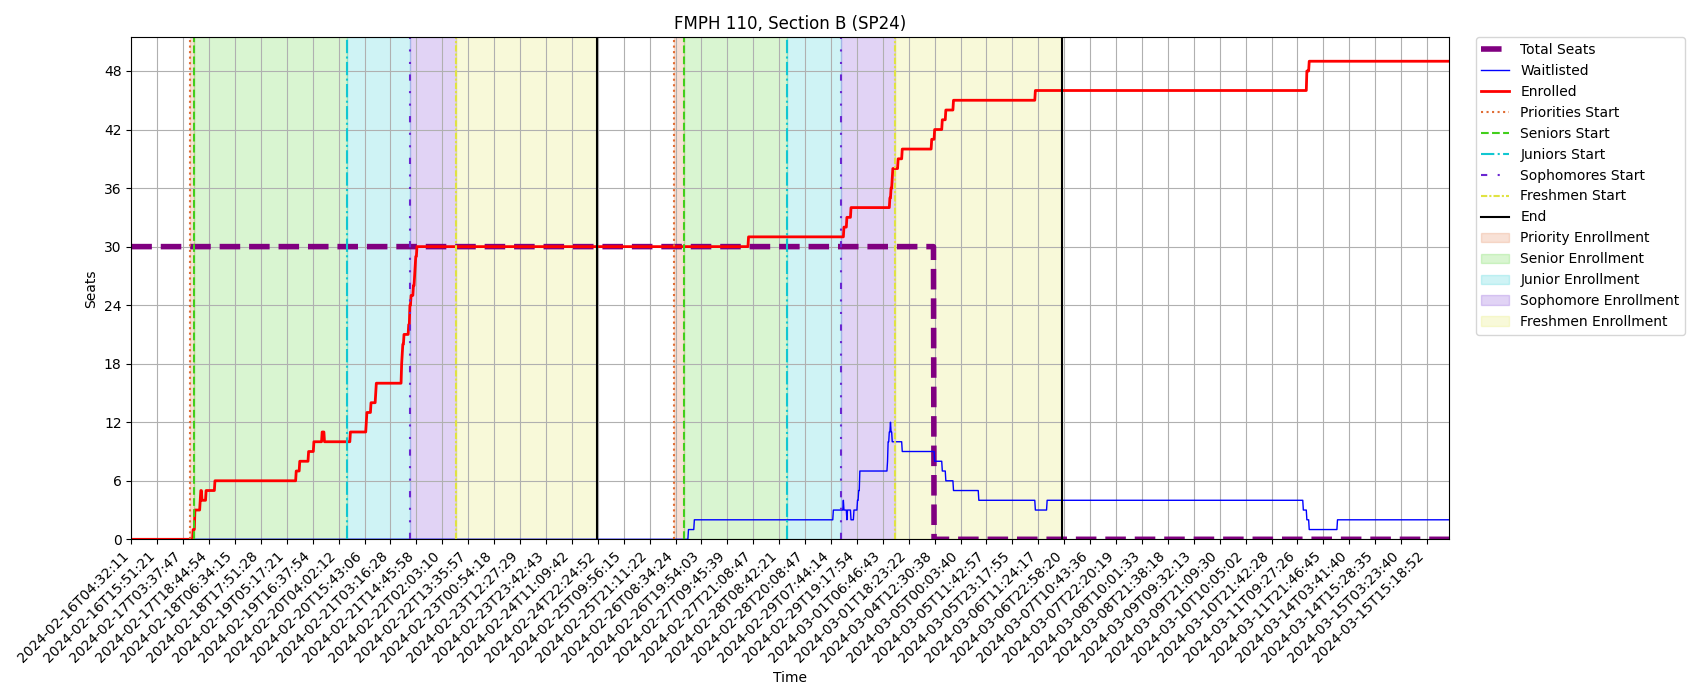 FMPH 110, Section B (SP24)
Seats
48
42
36
30
24
18
12
6
0
2024-02-16T04:32:11
2024-02-16T15:51:21
2024-02-17T03:37:47
2024-02-17T18:44:54
2024-02-18T06:34:15
2024-02-18T17:51:28
2024-02-19T05:17:21
2024-02-19T16:37:54
2024-02-20T04:02:12
2024-02-20T15:43:06
2024-02-21T03:16:28
2024-02-21T14:45:58
2024-02-22T02:03:10
2024-02-22T13:35:57
2024-02-23T00:54:18
2024-02-23T12:27:29
2024-02-23T23:42:43
2024-02-24T11:09:42
2024-02-24T22:24:52
2024-02-25T09:56:15
2024-02-25T21:11:22
2024-02-26T08:34:24
2024-02-26T19:54:03
2024-02-27T09:45:39
2024-02-27T21:08:47
2024-02-28T08:42:21
2024-02-28T20:08:47
2024-02-29T07:44:14
2024-02-29T19:17:54
2024-03-01T06:46:43
2024-03-01T18:23:22
2024-03-04T12:30:38
2024-03-05T00:03:40
2024-03-05T11:42:57
2024-03-05T23:17:55
2024-03-06T11:24:17
2024-03-06T22:58:20
2024-03-07T10:43:36
2024-03-07T22:20:19
2024-03-08T10:01:33
2024-03-08T21:38:18
2024-03-09T09:32:13
2024-03-09T21:09:30
2024-03-10T10:05:02
2024-03-10T21:42:28
2024-03-11T09:27:26
2024-03-11T21:46:45
2024-03-14T03:41:40
2024-03-14T15:28:35
2024-03-15T03:23:40
2024-03-15T15:18:52
Time
Total Seats
Waitlisted
Enrolled
Priorities Start
Seniors Start
Juniors Start
Sophomores Start
Freshmen Start
End
Priority Enrollment
Senior Enrollment
Junior Enrollment
Sophomore Enrollment
Freshmen Enrollment